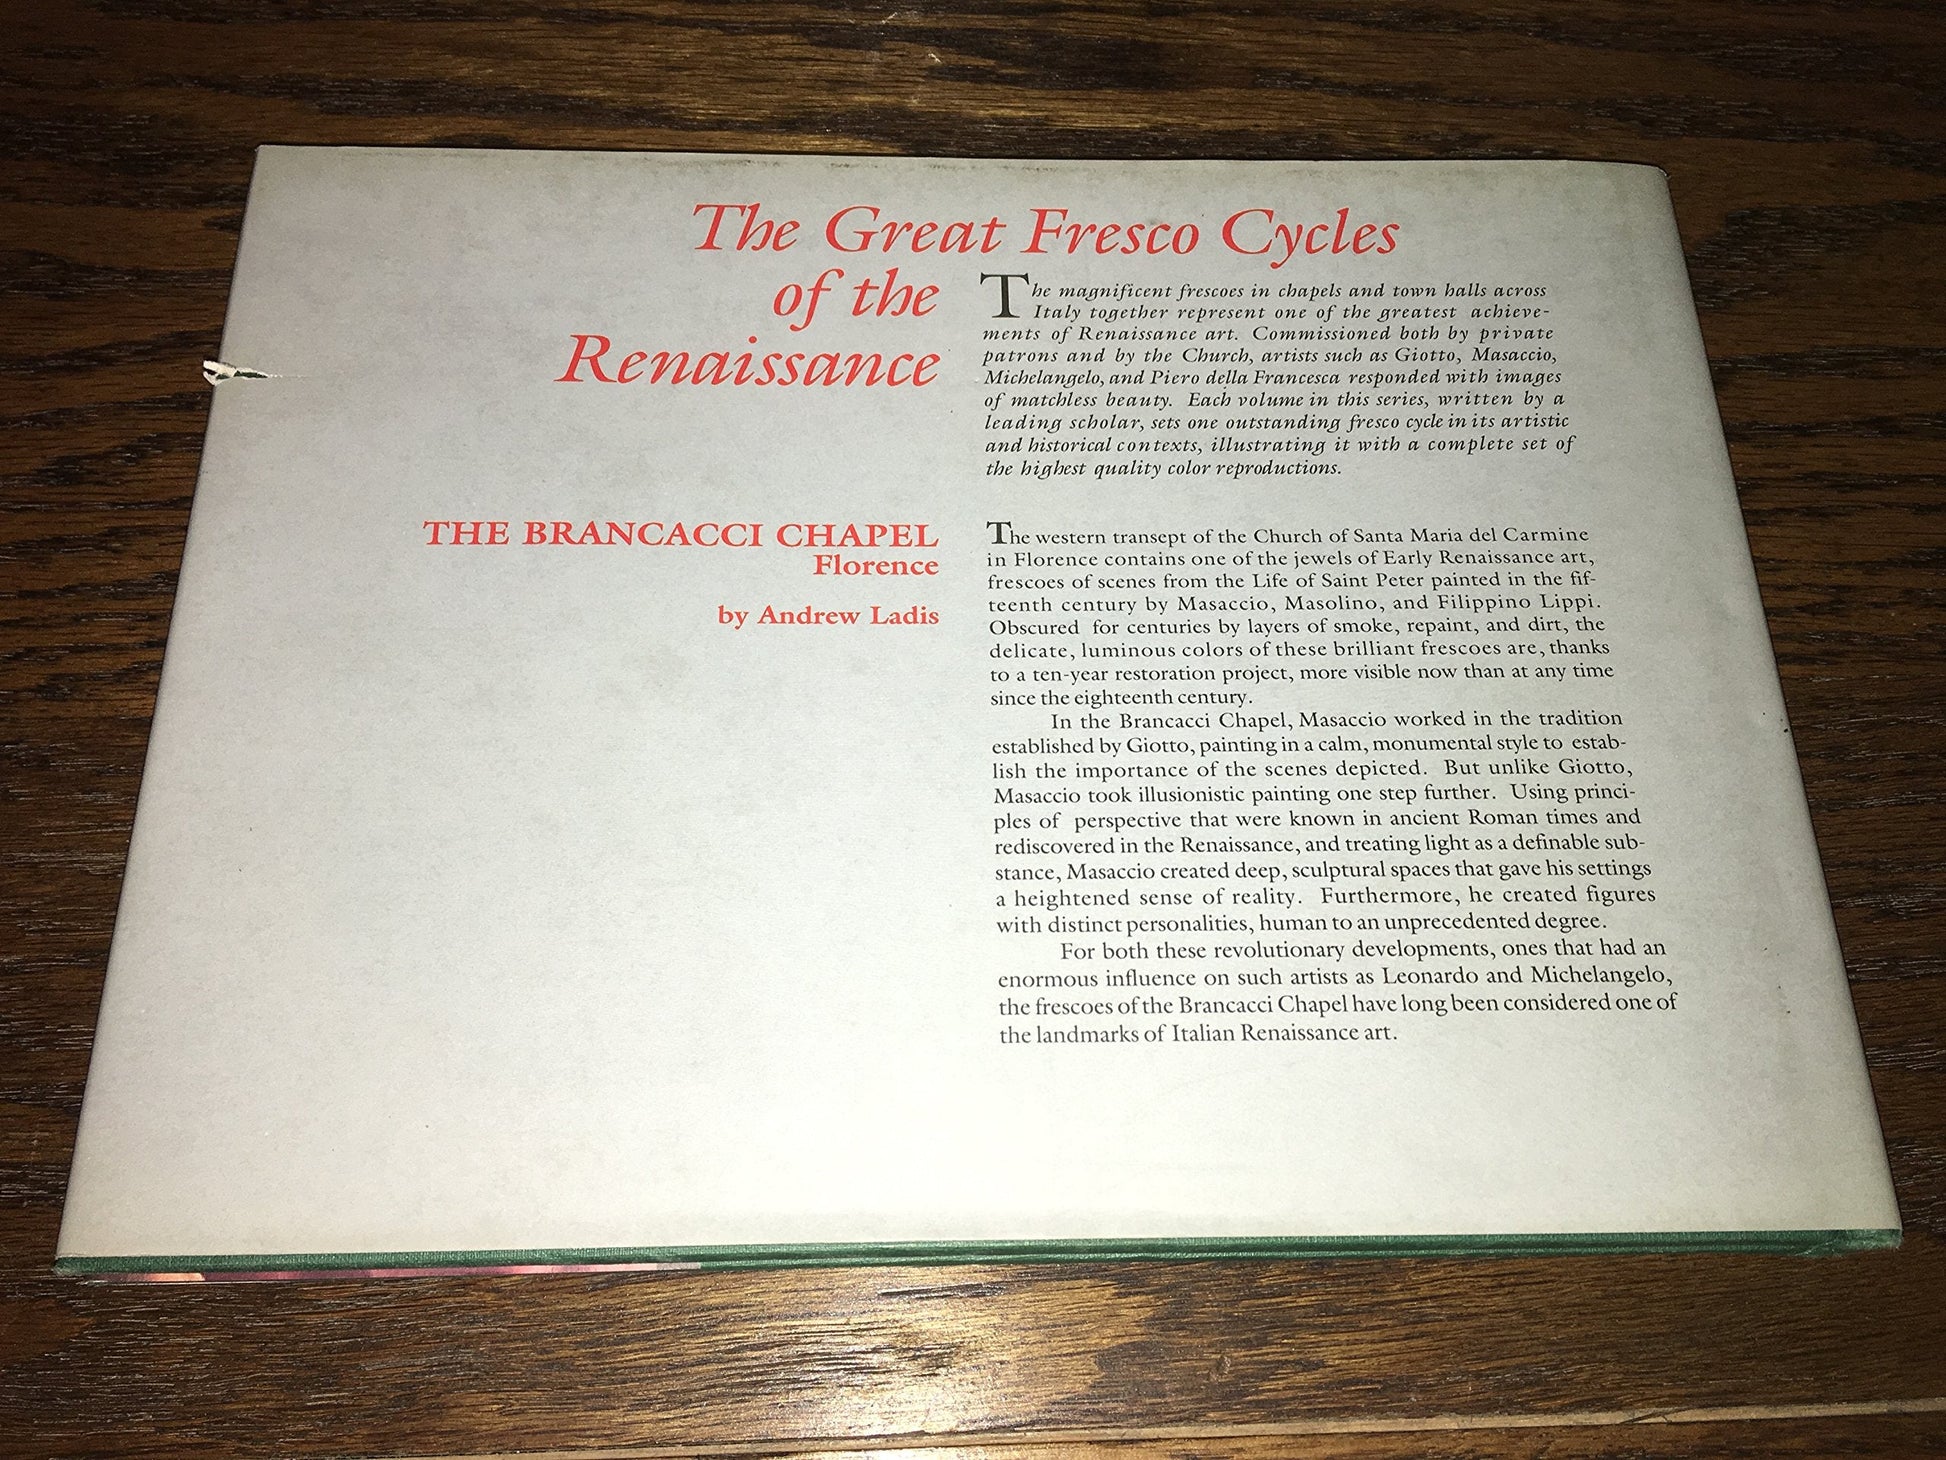 The Great Fresco Cycles
of the
Renaissance
The magnificent frescoes in chapels and town halls across
Italy together represent one of the greatest achieve-
ments of Renaissance art. Commissioned both by private
patrons and by the Church, artists such as Giotto, Masaccio,
Michelangelo, and Piero della Francesca responded with images
of matchless beauty. Each volume in this series, written by a
leading scholar, sets one outstanding fresco cycle in its artistic
and historical contexts, illustrating it with a complete set of
the highest quality color reproductions.
THE BRANCACCI CHAPEL
Florence
by Andrew Ladis
The western transept of the Church of Santa Maria del Carmine
in Florence contains one of the jewels of Early Renaissance art,
frescoes of scenes from the Life of Saint Peter painted in the fif-
teenth century by Masaccio, Masolino, and Filippino Lippi.
Obscured for centuries by layers of smoke, repaint, and dirt, the
delicate, luminous colors of these brilliant frescoes are, thanks
to a ten-year restoration project, more visible now than at any time
since the eighteenth century.
In the Brancacci Chapel, Masaccio worked in the tradition
established by Giotto, painting in a calm, monumental style to estab-
lish the importance of the scenes depicted. But unlike Giotto,
Masaccio took illusionistic painting one step further. Using princi-
ples of perspective that were known in ancient Roman times and
rediscovered in the Renaissance, and treating light as a definable sub-
stance, Masaccio created deep, sculptural spaces that gave his settings
a heightened sense of reality. Furthermore, he created figures
with distinct personalities, human to an unprecedented degree.
For both these revolutionary developments, ones that had an
enormous influence on such artists as Leonardo and Michelangelo,
the frescoes of the Brancacci Chapel have long been considered one of
the landmarks of Italian Renaissance art.